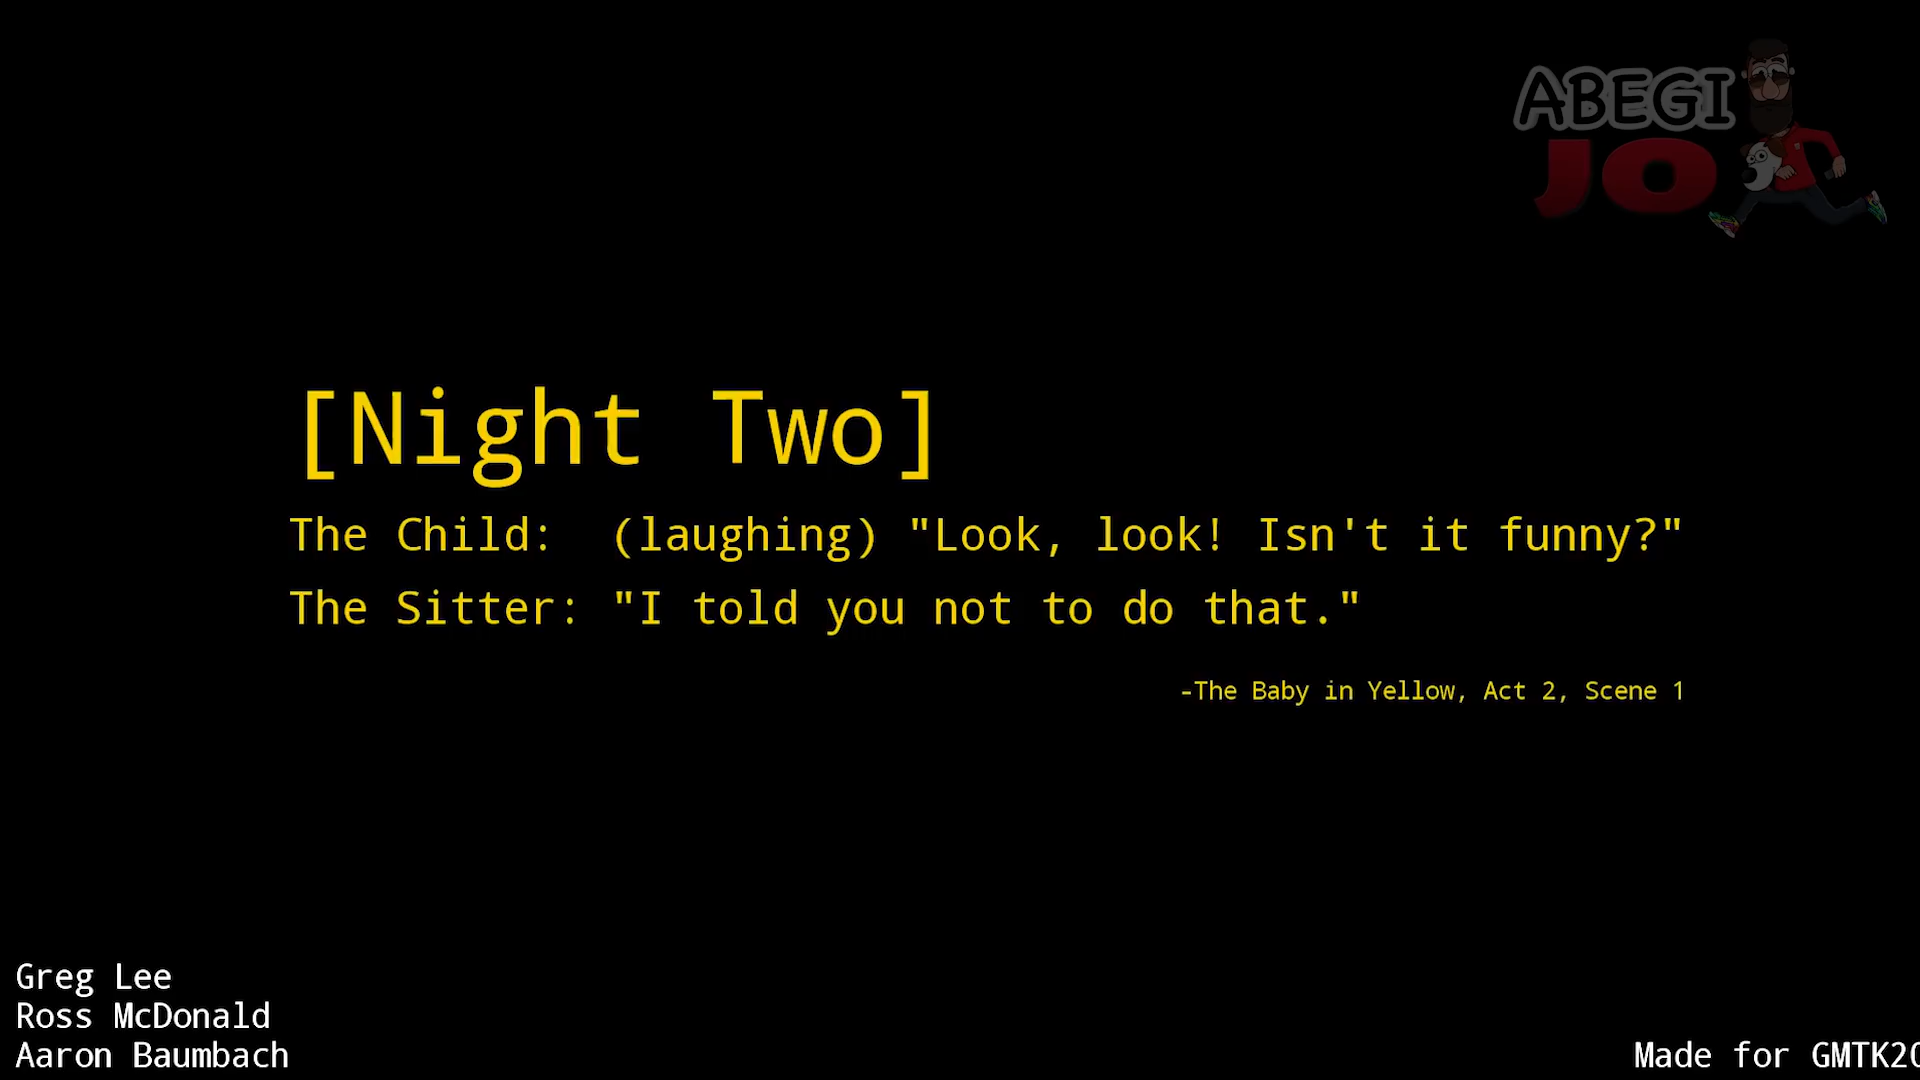 ABEGI
JO
[Night Two]
The Child:  (laughing) "Look, look! Isn't it funny?"
The Sitter: "I told you not to do that."
-The Baby in Yellow, Act 2, Scene 1
Greg Lee
Ross McDonald
Aaron Baumbach
Made for GMTK20